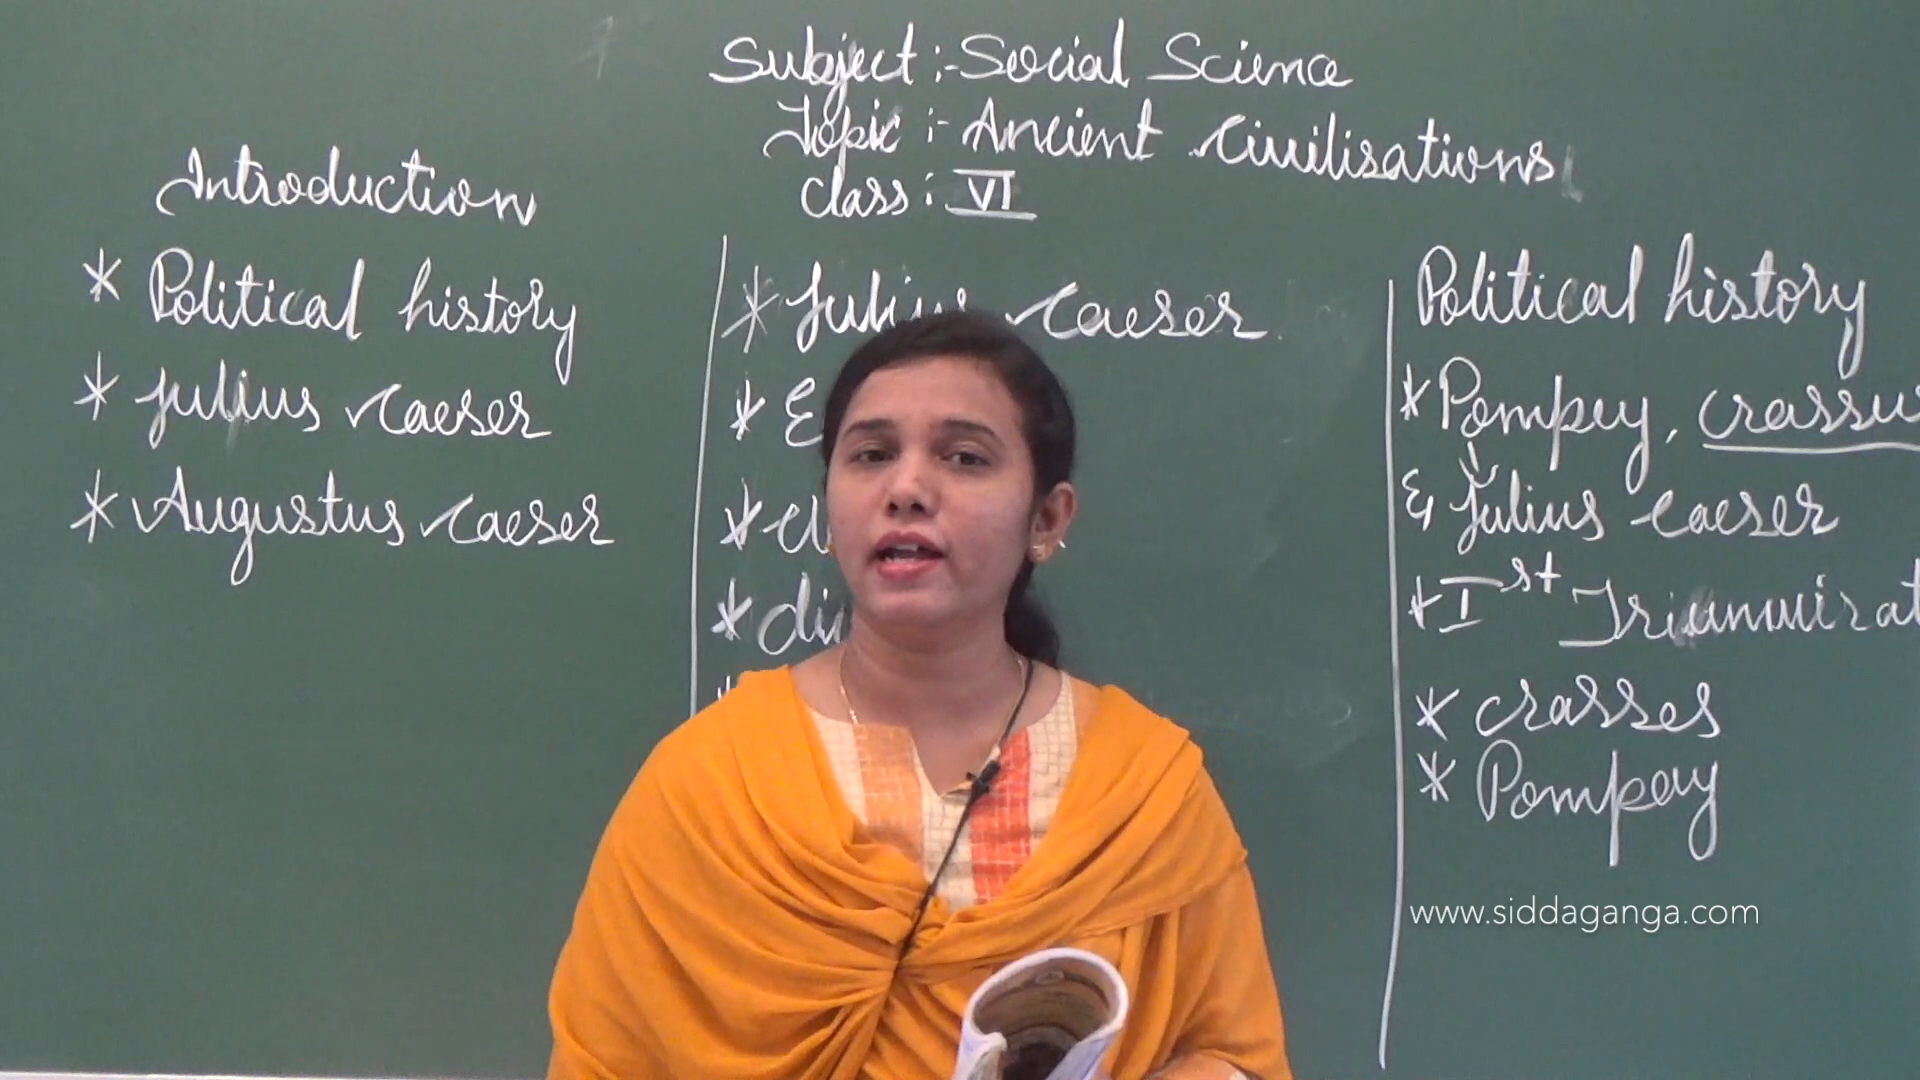 Subject :- Social Science
Topic :- Ancient Civilisations
Class : VI
Introduction
* Political history
* Julius Caeser
* Augustus Caeser
* Julius Caeser
*
*
*
Political history
* Pompey, Crassus
& Julius Caeser
* Ist
* Crasses
* Pompey
www.siddaganga.com